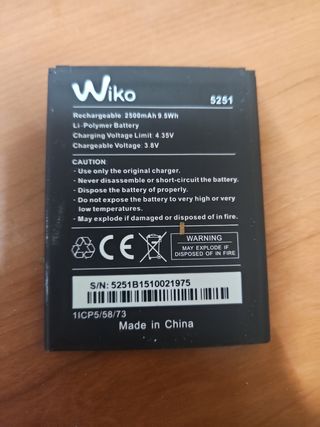 Wiko 5251
Rechargeable: 2500mAh 9.5Wh
Li-Polymer Battery
Charging Voltage Limit: 4.35V
Chargeable Voltage: 3.8V
CAUTION:
- Use only the original charger.
- Never disassemble or short-circuit the battery.
- Dispose the battery of properly.
- Do not expose the battery to very high or very
low temperatures.
- May explode if damaged or disposed of in fire.
CE
WARNING
MAY EXPLODE IF
DISPOSED OF IN FIRE
S/N: 5251B1510021975
1ICP5/58/73
Made in China